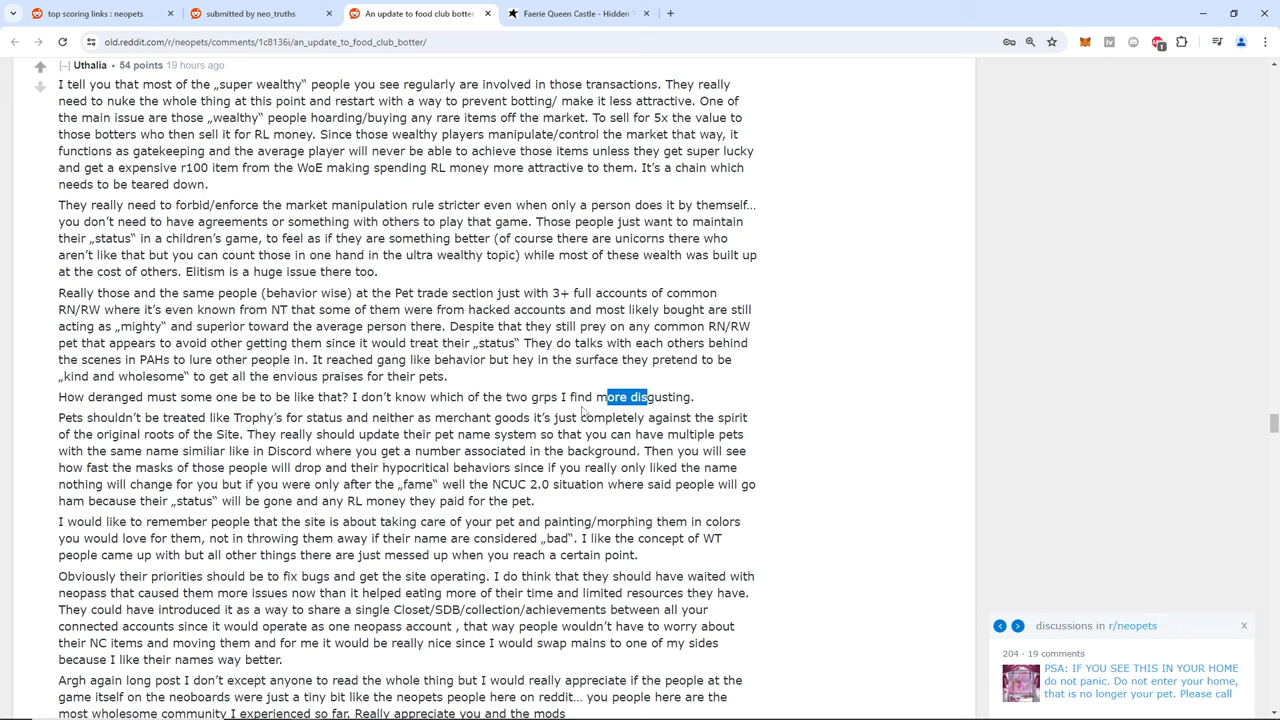 top scoring links : neopets
submitted by neo_truths
An update to food club botter
Faerie Queen Castle - Hidden T
old.reddit.com/r/neopets/comments/1c8136i/an_update_to_food_club_botter/
[–] Uthalia • 54 points 19 hours ago
I tell you that most of the „super wealthy“ people you see regularly are involved in those transactions. They really
need to nuke the whole thing at this point and restart with a way to prevent botting/ make it less attractive. One of
the main issue are those „wealthy“ people hoarding/buying any rare items off the market. To sell for 5x the value to
those botters who then sell it for RL money. Since those wealthy players manipulate/control the market that way, it
functions as gatekeeping and the average player will never be able to achieve those items unless they get super lucky
and get a expensive r100 item from the WoE making spending RL money more attractive to them. It’s a chain which
needs to be teared down.
They really need to forbid/enforce the market manipulation rule stricter even when only a person does it by themself…
you don’t need to have agreements or something with others to play that game. Those people just want to maintain
their „status“ in a children’s game, to feel as if they are something better (of course there are unicorns there who
aren’t like that but you can count those in one hand in the ultra wealthy topic) while most of these wealth was built up
at the cost of others. Elitism is a huge issue there too.
Really those and the same people (behavior wise) at the Pet trade section just with 3+ full accounts of common
RN/RW where it’s even known from NT that some of them were from hacked accounts and most likely bought are still
acting as „mighty“ and superior toward the average person there. Despite that they still prey on any common RN/RW
pet that appears to avoid other getting them since it would treat their „status“ They do talks with each others behind
the scenes in PAHs to lure other people in. It reached gang like behavior but hey in the surface they pretend to be
„kind and wholesome“ to get all the envious praises for their pets.
How deranged must some one be to be like that? I don’t know which of the two grps I find more disgusting.
Pets shouldn’t be treated like Trophy’s for status and neither as merchant goods it’s just completely against the spirit
of the original roots of the Site. They really should update their pet name system so that you can have multiple pets
with the same name similiar like in Discord where you get a number associated in the background. Then you will see
how fast the masks of those people will drop and their hypocritical behaviors since if you really only liked the name
nothing will change for you but if you were only after the „fame“ well the NCUC 2.0 situation where said people will go
ham because their „status“ will be gone and any RL money they paid for the pet.
I would like to remember people that the site is about taking care of your pet and painting/morphing them in colors
you would love for them, not in throwing them away if their name are considered „bad“. I like the concept of WT
people came up with but all other things there are just messed up when you reach a certain point.
Obviously their priorities should be to fix bugs and get the site operating. I do think that they should have waited with
neopass that caused them more issues now than it helped eating more of their time and limited resources they have.
They could have introduced it as a way to share a single Closet/SDB/collection/achievements between all your
connected accounts since it would operate as one neopass account , that way people wouldn’t have to worry about
their NC items and moving them and for me it would be really nice since I would swap mains to one of my sides
because I like their names way better.
Argh again long post I don’t except anyone to read the whole thing but I would really appreciate if the people at the
game itself on the neoboards were just a tiny bit like the neopets people here on reddit… you people here are the
most wholesome community I experienced so far. Really appreciate you and the mods
discussions in r/neopets X
204 · 19 comments
PSA: IF YOU SEE THIS IN YOUR HOME
do not panic. Do not enter your home,
that is no longer your pet. Please call